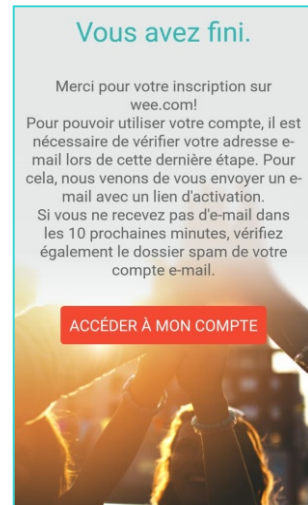 Vous avez fini.
Merci pour votre inscription sur
wee.com!
Pour pouvoir utiliser votre compte, il est
nécessaire de vérifier votre adresse e-
mail lors de cette dernière étape. Pour
cela, nous venons de vous envoyer un e-
mail avec un lien d'activation.
Si vous ne recevez pas d'e-mail dans
les 10 prochaines minutes, vérifiez
également le dossier spam de votre
compte e-mail.
ACCÉDER À MON COMPTE